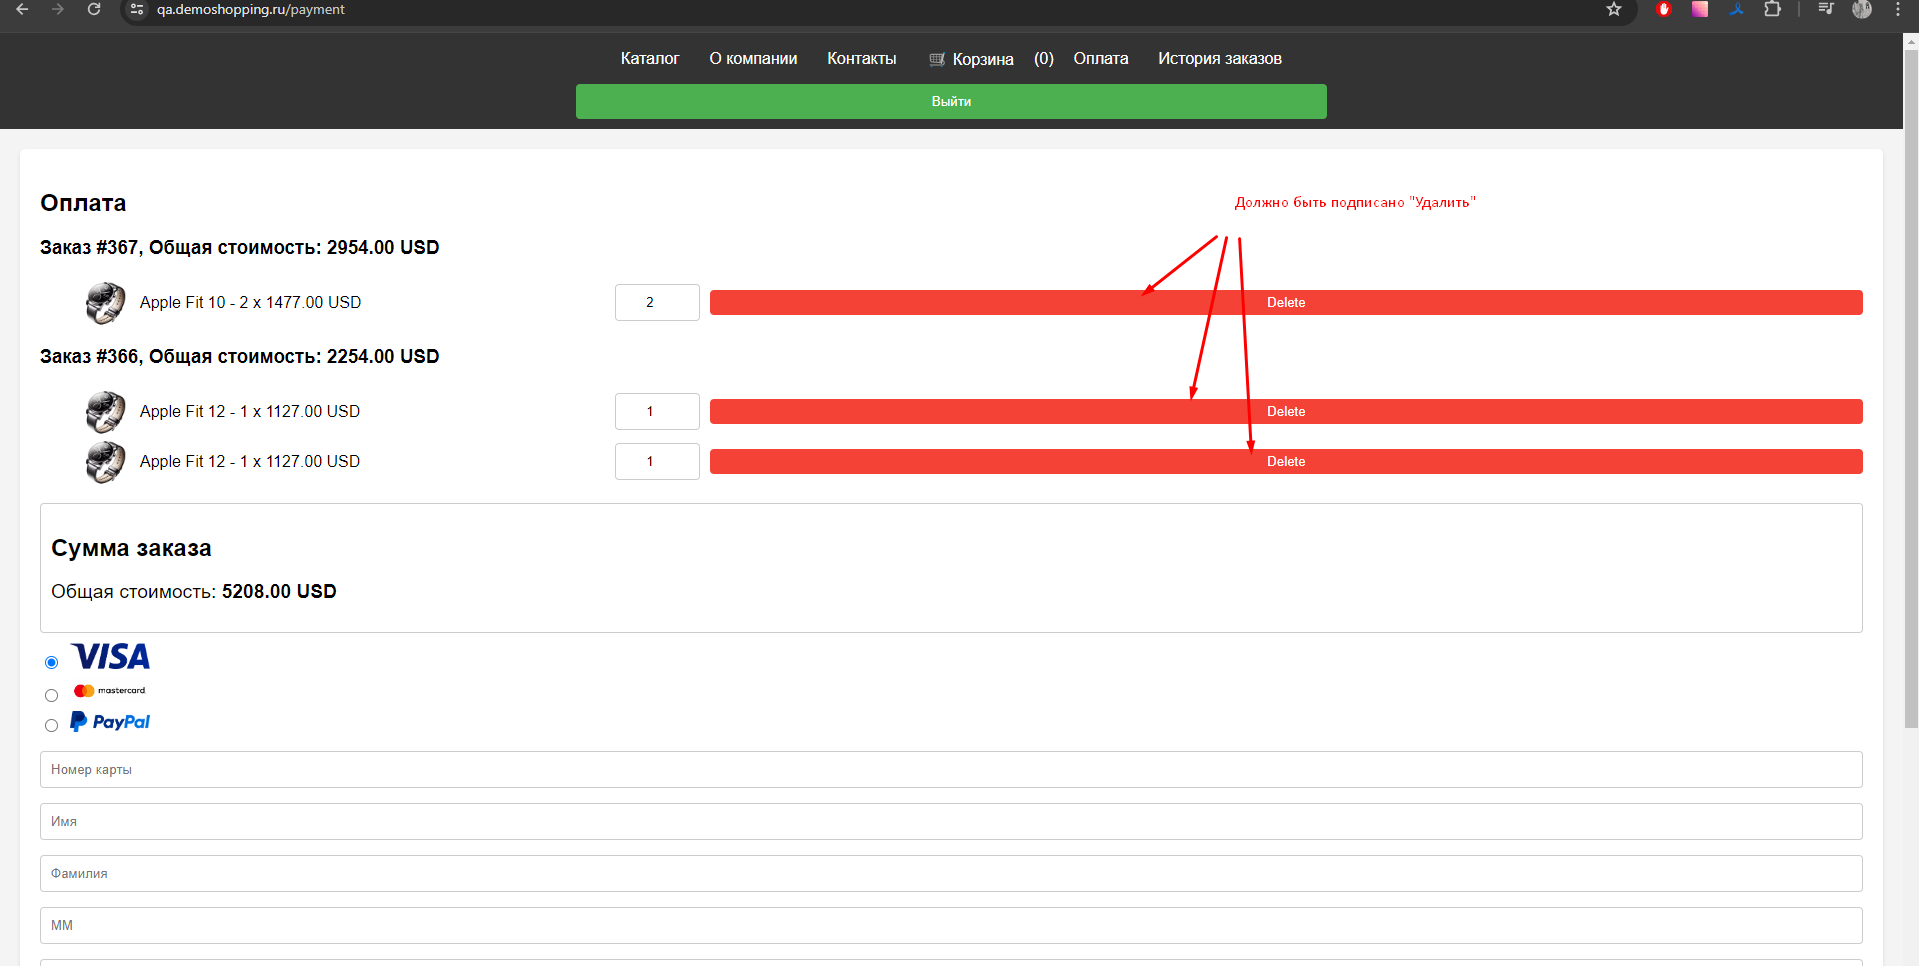 qa.demoshopping.ru/payment
Каталог О компании Контакты Корзина (0) Оплата История заказов
Выйти
Оплата
Должно быть подписано "Удалить"
Заказ #367, Общая стоимость: 2954.00 USD
Apple Fit 10 - 2 x 1477.00 USD 2 Delete
Заказ #366, Общая стоимость: 2254.00 USD
Apple Fit 12 - 1 x 1127.00 USD 1 Delete
Apple Fit 12 - 1 x 1127.00 USD 1 Delete
Сумма заказа
Общая стоимость: 5208.00 USD
VISA
mastercard
PayPal
Номер карты
Имя
Фамилия
ММ